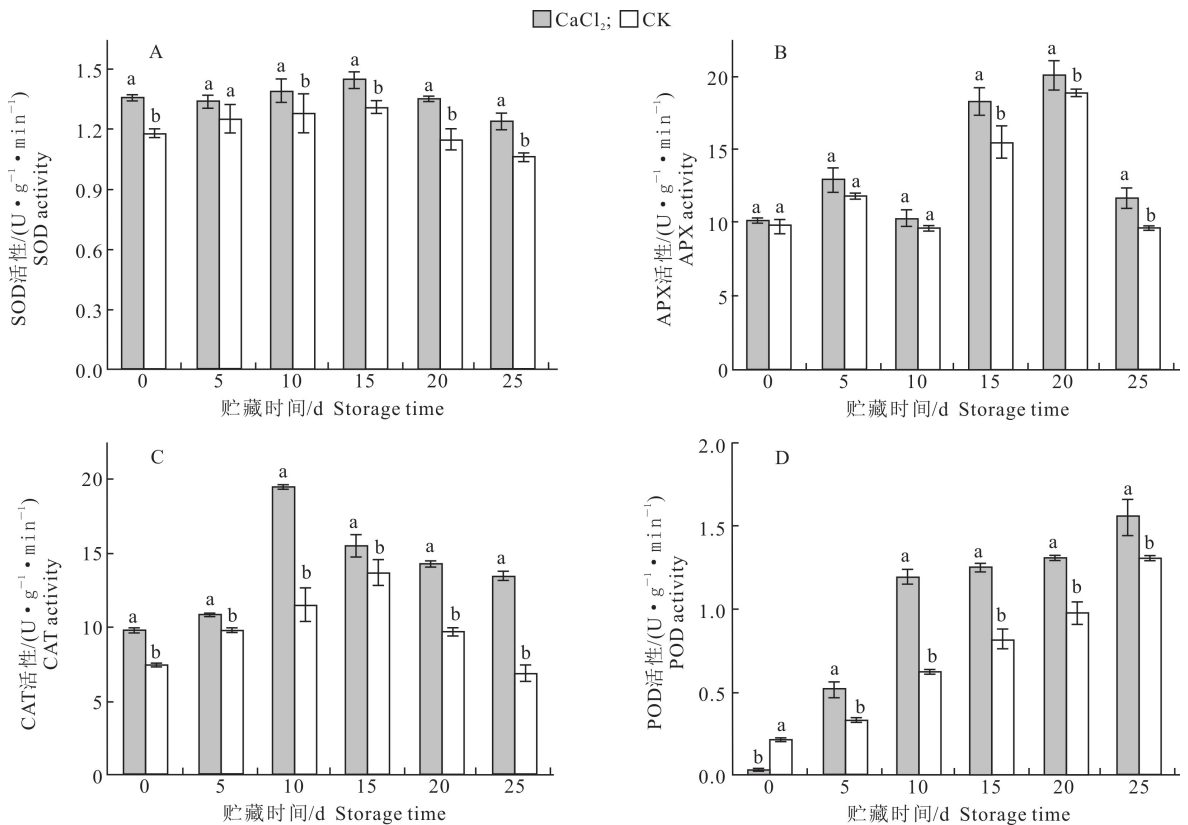 CaCl₂; CK
A
SOD活性/(U·g⁻¹·min⁻¹)
SOD activity
1.5
1.2
0.9
0.6
0.3
0.0
a b a a a b a b a b a b
0 5 10 15 20 25
贮藏时间/d Storage time
B
APX活性/(U·g⁻¹·min⁻¹)
APX activity
20
15
10
5
0
a a a a a a a b a b a b
0 5 10 15 20 25
贮藏时间/d Storage time
C
CAT活性/(U·g⁻¹·min⁻¹)
CAT activity
20
15
10
5
0
a b a b a b a b a b a b
0 5 10 15 20 25
贮藏时间/d Storage time
D
POD活性/(U·g⁻¹·min⁻¹)
POD activity
2.0
1.5
1.0
0.5
0.0
b a a b a b a b a b a b
0 5 10 15 20 25
贮藏时间/d Storage time